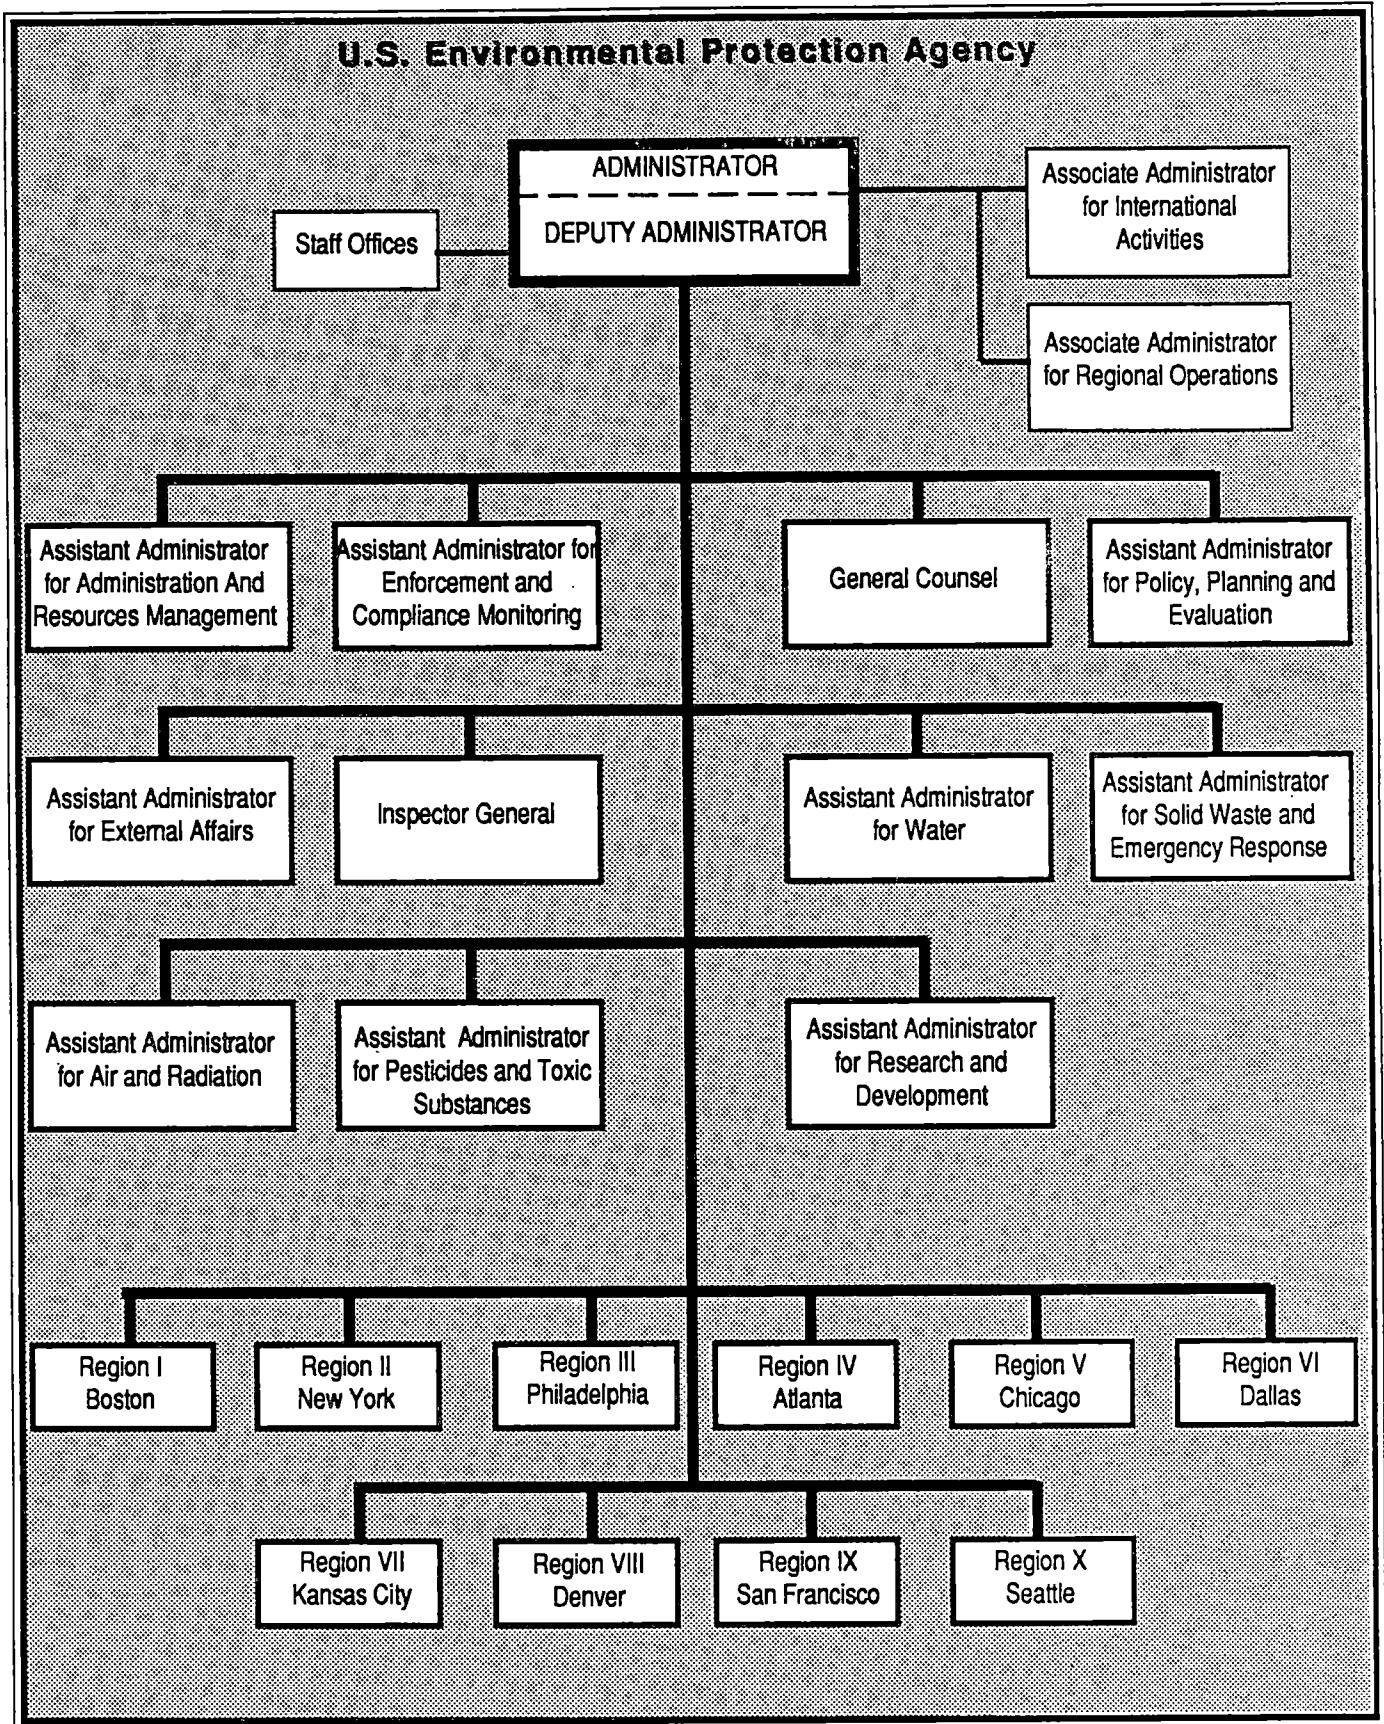 U.S. Environmental Protection Agency
ADMINISTRATOR
DEPUTY ADMINISTRATOR
Staff Offices
Associate Administrator
for International
Activities
Associate Administrator
for Regional Operations
Assistant Administrator
for Administration And
Resources Management
Assistant Administrator for
Enforcement and
Compliance Monitoring
General Counsel
Assistant Administrator
for Policy, Planning and
Evaluation
Assistant Administrator
for External Affairs
Inspector General
Assistant Administrator
for Water
Assistant Administrator
for Solid Waste and
Emergency Response
Assistant Administrator
for Air and Radiation
Assistant Administrator
for Pesticides and Toxic
Substances
Assistant Administrator
for Research and
Development
Region I
Boston
Region II
New York
Region III
Philadelphia
Region IV
Atlanta
Region V
Chicago
Region VI
Dallas
Region VII
Kansas City
Region VIII
Denver
Region IX
San Francisco
Region X
Seattle